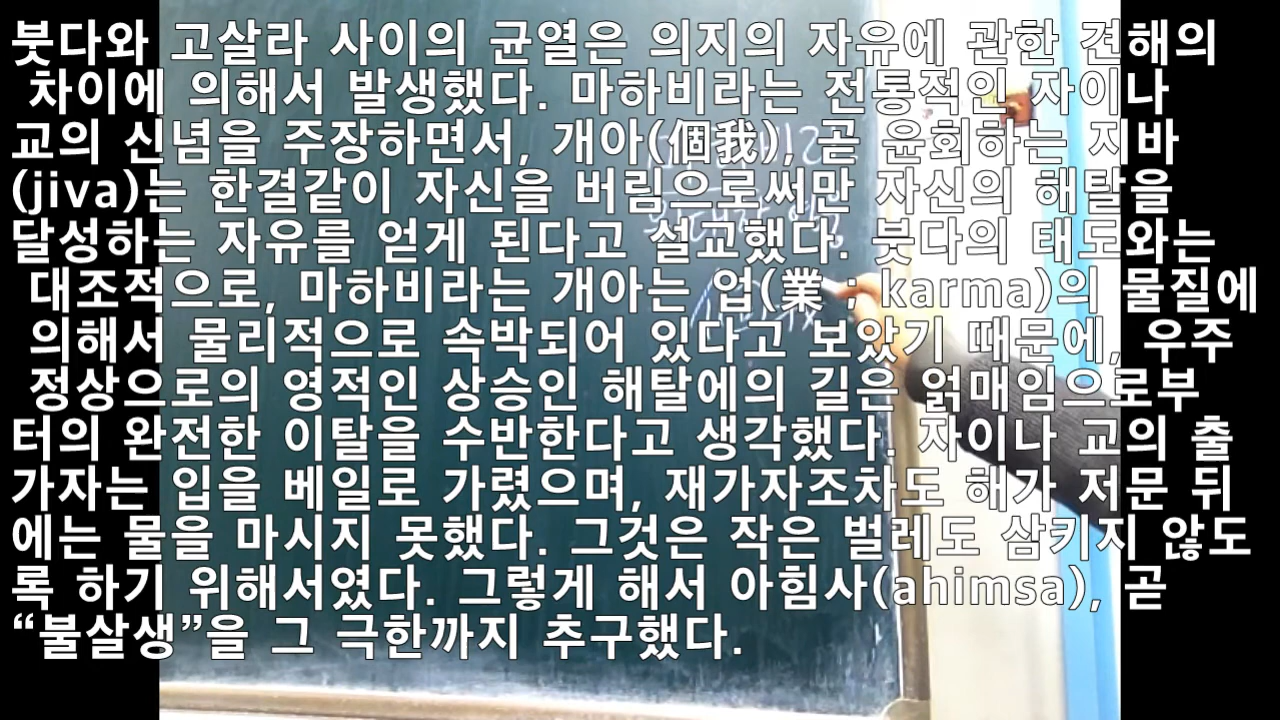 붓다와 고살라 사이의 균열은 의지의 자유에 관한 견해의
차이에 의해서 발생했다. 마하비라는 전통적인 자이나
교의 신념을 주장하면서, 개아(個我), 곧 윤회하는 지바
(jiva)는 한결같이 자신을 버림으로써만 자신의 해탈을
달성하는 자유를 얻게 된다고 설교했다. 붓다의 태도와는
대조적으로, 마하비라는 개아는 업(業·karma)의 물질에
의해서 물리적으로 속박되어 있다고 보았기 때문에, 우주
정상으로의 영적인 상승인 해탈에의 길은 얽매임으로부
터의 완전한 이탈을 수반한다고 생각했다. 자이나 교의 출
가자는 입을 베일로 가렸으며, 재가자조차도 해가 저문 뒤
에는 물을 마시지 못했다. 그것은 작은 벌레도 삼키지 않도
록 하기 위해서였다. 그렇게 해서 아힘사(ahimsa), 곧
“불살생”을 그 극한까지 추구했다.